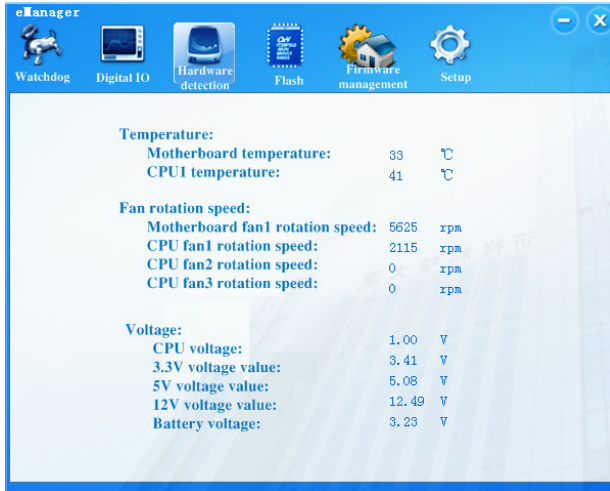 eManager
Watchdog
Digital IO
Hardware
detection
Flash
Firmware
management
Setup
Temperature:
Motherboard temperature: 33 ℃
CPU1 temperature: 41 ℃
Fan rotation speed:
Motherboard fan1 rotation speed: 5625 rpm
CPU fan1 rotation speed: 2115 rpm
CPU fan2 rotation speed: 0 rpm
CPU fan3 rotation speed: 0 rpm
Voltage:
CPU voltage: 1.00 V
3.3V voltage value: 3.41 V
5V voltage value: 5.08 V
12V voltage value: 12.49 V
Battery voltage: 3.23 V